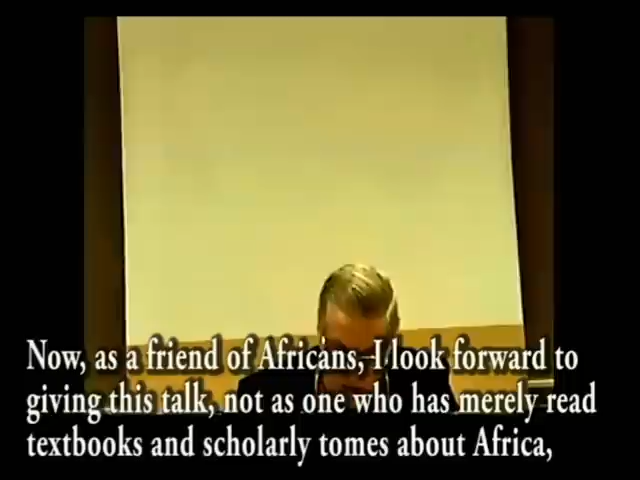 Now, as a friend of Africans, I look forward to
giving this talk, not as one who has merely read
textbooks and scholarly tomes about Africa,